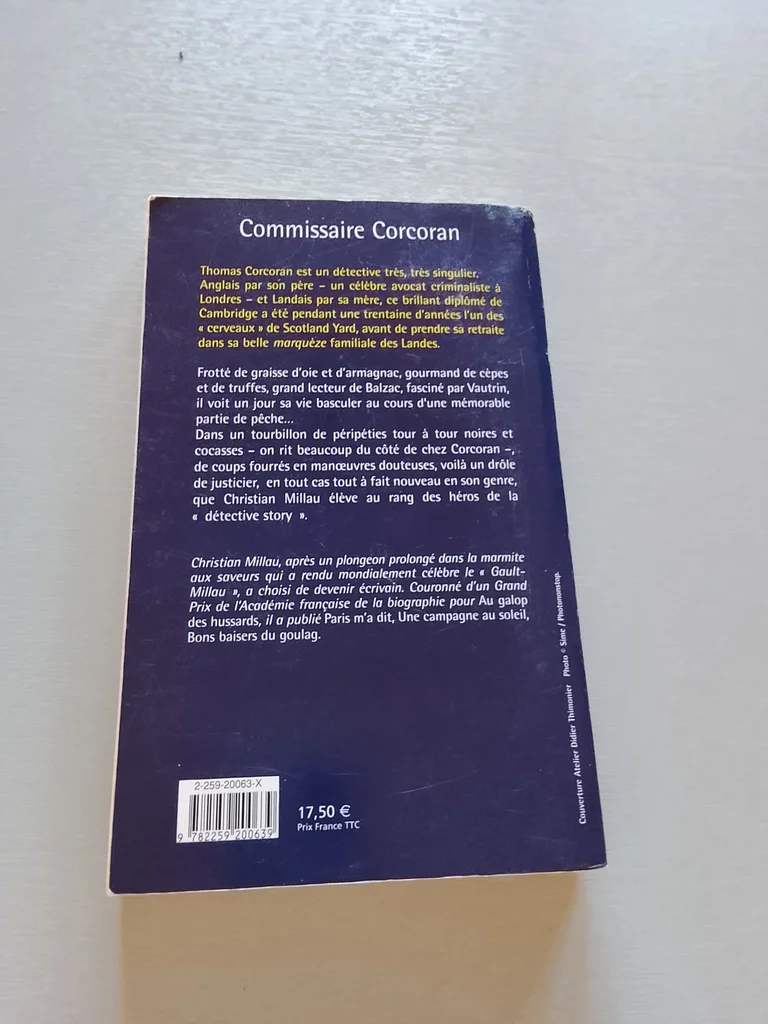 Commissaire Corcoran
Thomas Corcoran est un détective très, très singulier.
Anglais par son père – un célèbre avocat criminaliste à
Londres – et Landais par sa mère, ce brillant diplômé de
Cambridge a été pendant une trentaine d'années l'un des
« cerveaux » de Scotland Yard, avant de prendre sa retraite
dans sa belle marquèze familiale des Landes.
Frotté de graisse d'oie et d'armagnac, gourmand de cèpes
et de truffes, grand lecteur de Balzac, fasciné par Vautrin,
il voit un jour sa vie basculer au cours d'une mémorable
partie de pêche...
Dans un tourbillon de péripéties tour à tour noires et
cocasses – on rit beaucoup du côté de chez Corcoran –,
de coups fourrés en manœuvres douteuses, voilà un drôle
de justicier, en tout cas tout à fait nouveau en son genre,
que Christian Millau élève au rang des héros de la
« détective story ».
Christian Millau, après un plongeon prolongé dans la marmite
aux saveurs qui a rendu mondialement célèbre le « Gault-
Millau », a choisi de devenir écrivain. Couronné d'un Grand
Prix de l'Académie française de la biographie pour Au galop
des hussards, il a publié Paris m'a dit, Une campagne au soleil,
Bons baisers du goulag.
Couverture Atelier Didier Thimonier Photo © Sime / Photononstop.
2-259-20063-X
9 782259 200639
17,50 €
Prix France TTC